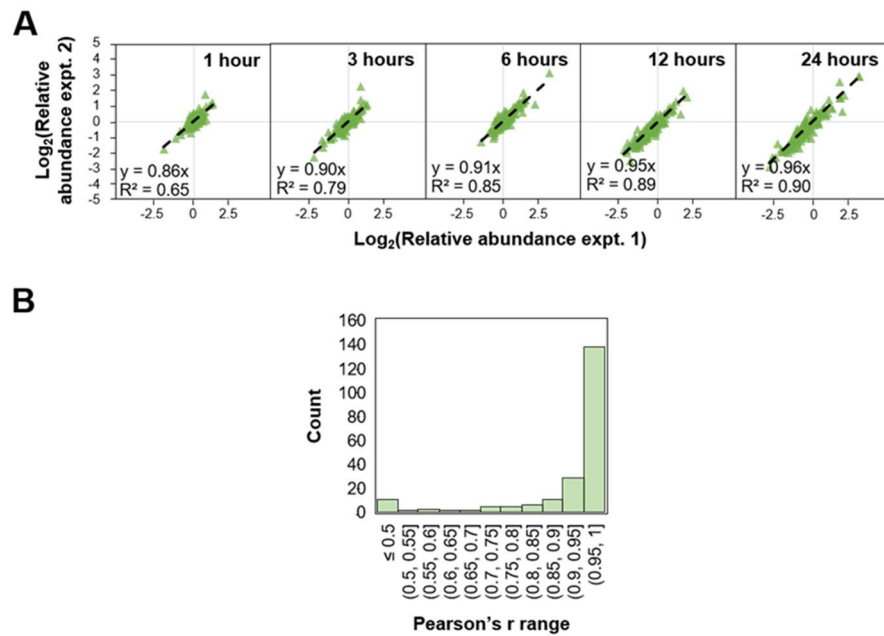 A
Log₂(Relative
abundance expt. 2)
5
4
3
2
1
0
-1
-2
-3
-4
-5
1 hour
y = 0.86x
R² = 0.65
3 hours
y = 0.90x
R² = 0.79
6 hours
y = 0.91x
R² = 0.85
12 hours
y = 0.95x
R² = 0.89
24 hours
y = 0.96x
R² = 0.90
-2.5 0 2.5
-2.5 0 2.5
-2.5 0 2.5
-2.5 0 2.5
-2.5 0 2.5
Log₂(Relative abundance expt. 1)
B
Count
160
140
120
100
80
60
40
20
0
≤ 0.5
(0.5, 0.55]
(0.55, 0.6]
(0.6, 0.65]
(0.65, 0.7]
(0.7, 0.75]
(0.75, 0.8]
(0.8, 0.85]
(0.85, 0.9]
(0.9, 0.95]
(0.95, 1]
Pearson's r range